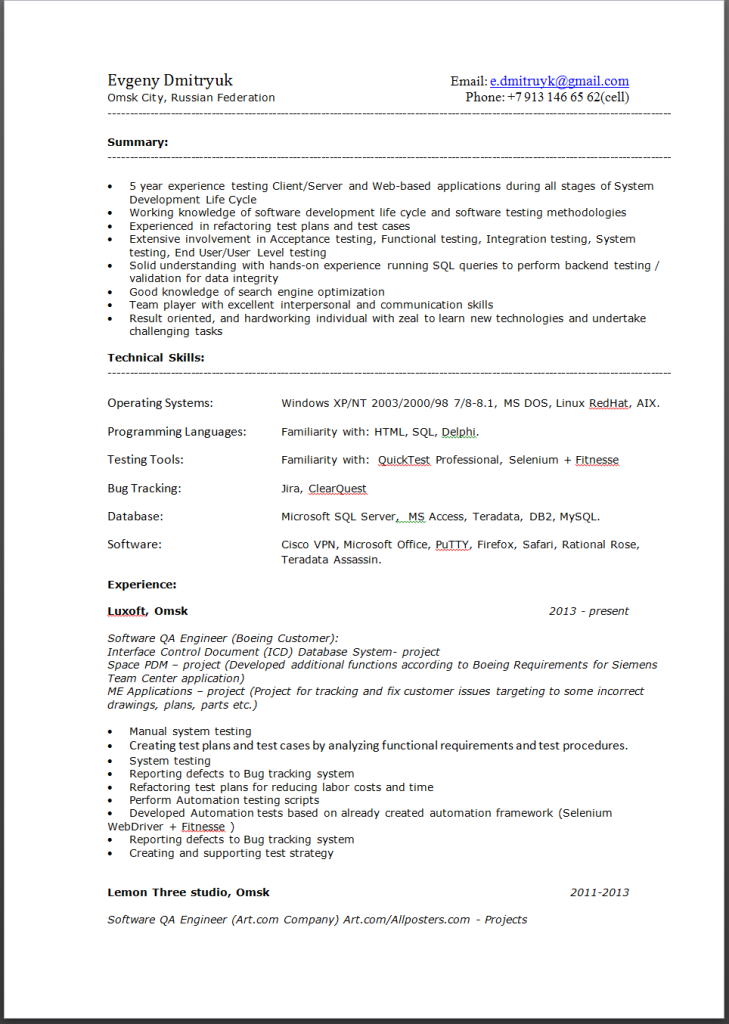 Evgeny Dmitryuk Email: e.dmitruyk@gmail.com
Omsk City, Russian Federation Phone: +7 913 146 65 62(cell)
Summary:
• 5 year experience testing Client/Server and Web-based applications during all stages of System
Development Life Cycle
• Working knowledge of software development life cycle and software testing methodologies
• Experienced in refactoring test plans and test cases
• Extensive involvement in Acceptance testing, Functional testing, Integration testing, System
testing, End User/User Level testing
• Solid understanding with hands-on experience running SQL queries to perform backend testing /
validation for data integrity
• Good knowledge of search engine optimization
• Team player with excellent interpersonal and communication skills
• Result oriented, and hardworking individual with zeal to learn new technologies and undertake
challenging tasks
Technical Skills:
Operating Systems: Windows XP/NT 2003/2000/98 7/8-8.1, MS DOS, Linux RedHat, AIX.
Programming Languages: Familiarity with: HTML, SQL, Delphi.
Testing Tools: Familiarity with: QuickTest Professional, Selenium + Fitnesse
Bug Tracking: Jira, ClearQuest
Database: Microsoft SQL Server, MS Access, Teradata, DB2, MySQL.
Software: Cisco VPN, Microsoft Office, PuTTY, Firefox, Safari, Rational Rose,
Teradata Assassin.
Experience:
Luxoft, Omsk 2013 - present
Software QA Engineer (Boeing Customer):
Interface Control Document (ICD) Database System- project
Space PDM – project (Developed additional functions according to Boeing Requirements for Siemens
Team Center application)
ME Applications – project (Project for tracking and fix customer issues targeting to some incorrect
drawings, plans, parts etc.)
• Manual system testing
• Creating test plans and test cases by analyzing functional requirements and test procedures.
• System testing
• Reporting defects to Bug tracking system
• Refactoring test plans for reducing labor costs and time
• Perform Automation testing scripts
• Developed Automation tests based on already created automation framework (Selenium
WebDriver + Fitnesse )
• Reporting defects to Bug tracking system
• Creating and supporting test strategy
Lemon Three studio, Omsk 2011-2013
Software QA Engineer (Art.com Company) Art.com/Allposters.com - Projects